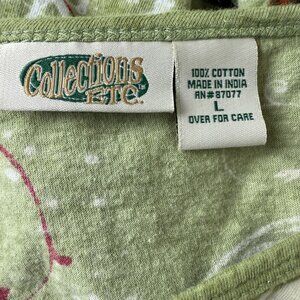 Collections
Etc.
100% COTTON
MADE IN INDIA
RN#87077
L
OVER FOR CARE